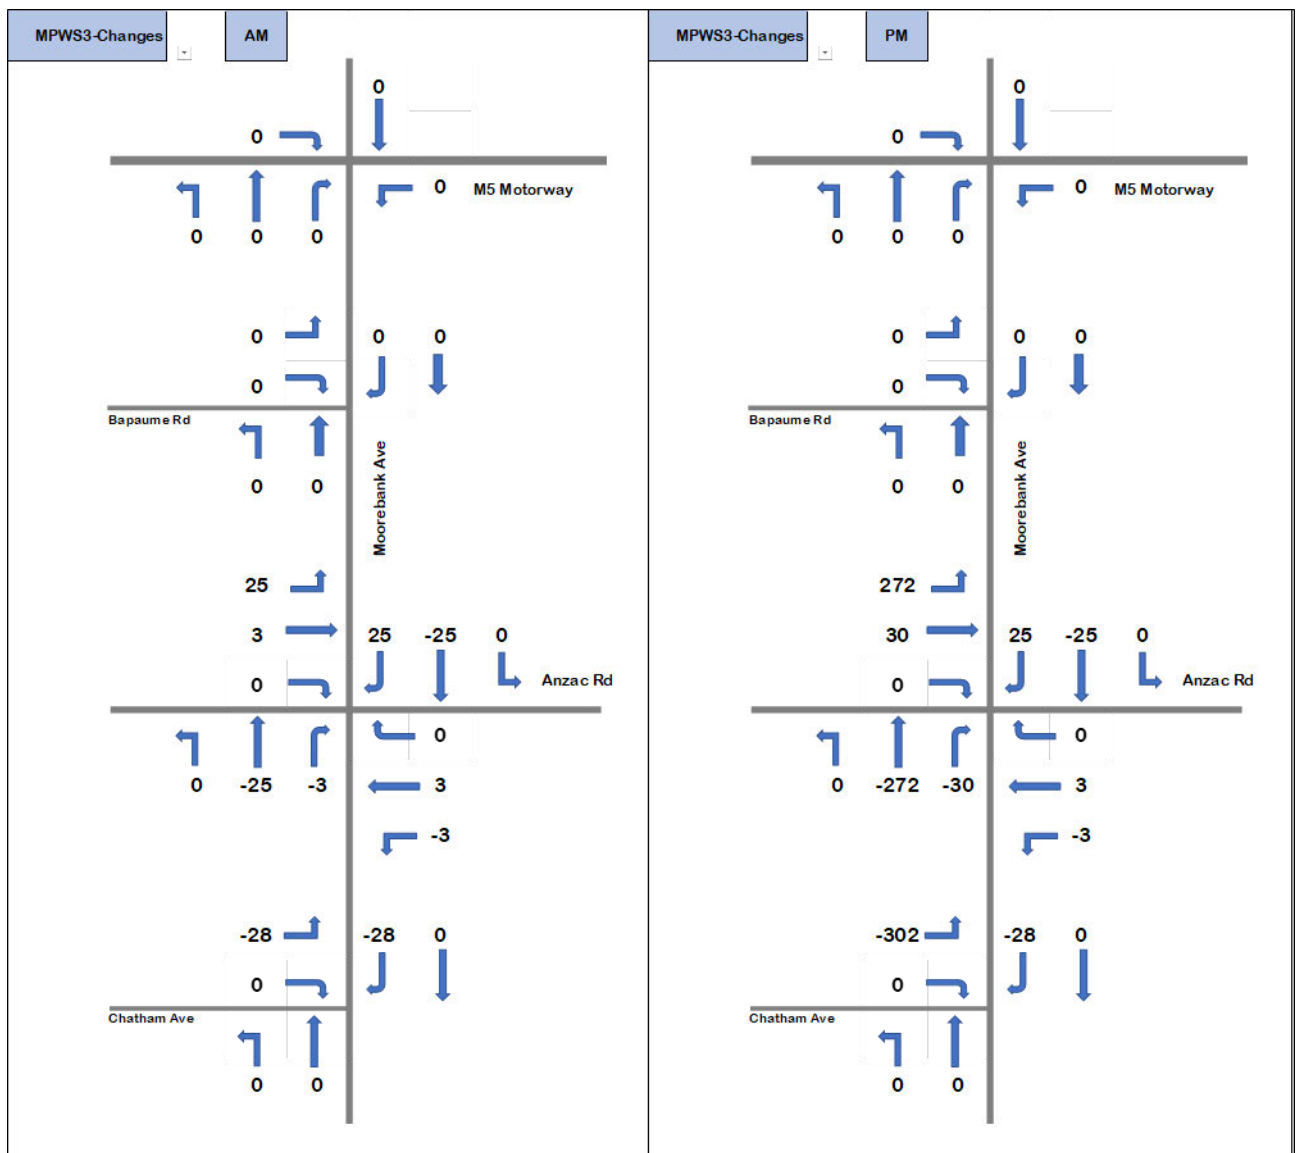 MPWS3-Changes AM
0
0
0 M5 Motorway
0 0 0
0 0 0
0
Bapaume Rd
0 0
Moorebank Ave
25
3 25 -25 0
0 Anzac Rd
0
0 -25 -3 3
-3
-28 -28 0
0
Chatham Ave
0 0
MPWS3-Changes PM
0
0
0 M5 Motorway
0 0 0
0 0 0
0
Bapaume Rd
0 0
Moorebank Ave
272
30 25 -25 0
0 Anzac Rd
0
0 -272 -30 3
-3
-302 -28 0
0
Chatham Ave
0 0